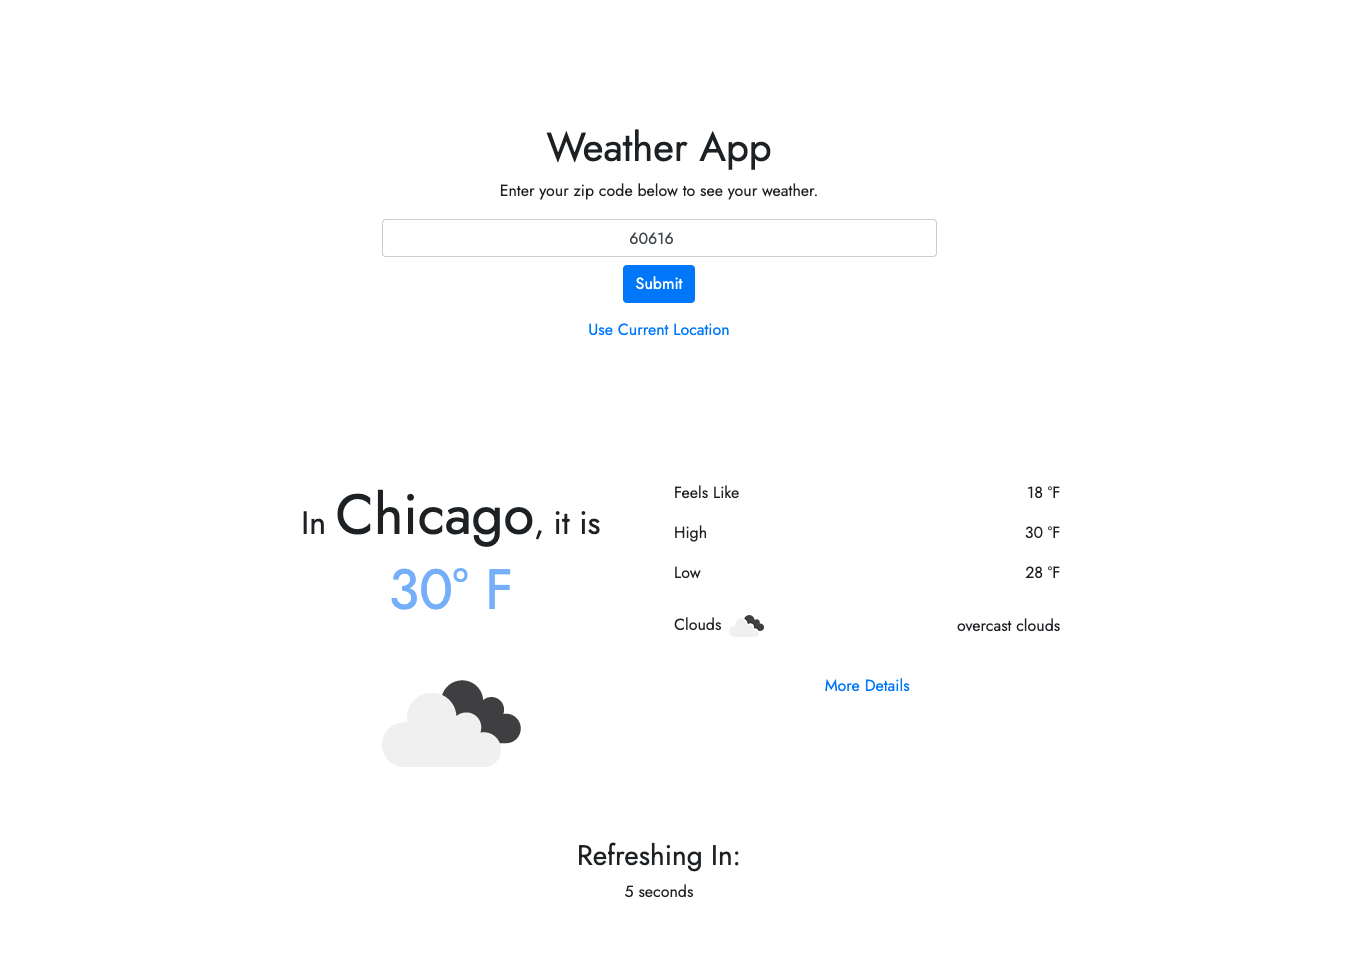 Weather App
Enter your zip code below to see your weather.
60616
Submit
Use Current Location
In Chicago, it is
30° F
Feels Like 18 °F
High 30 °F
Low 28 °F
Clouds overcast clouds
More Details
Refreshing In:
5 seconds